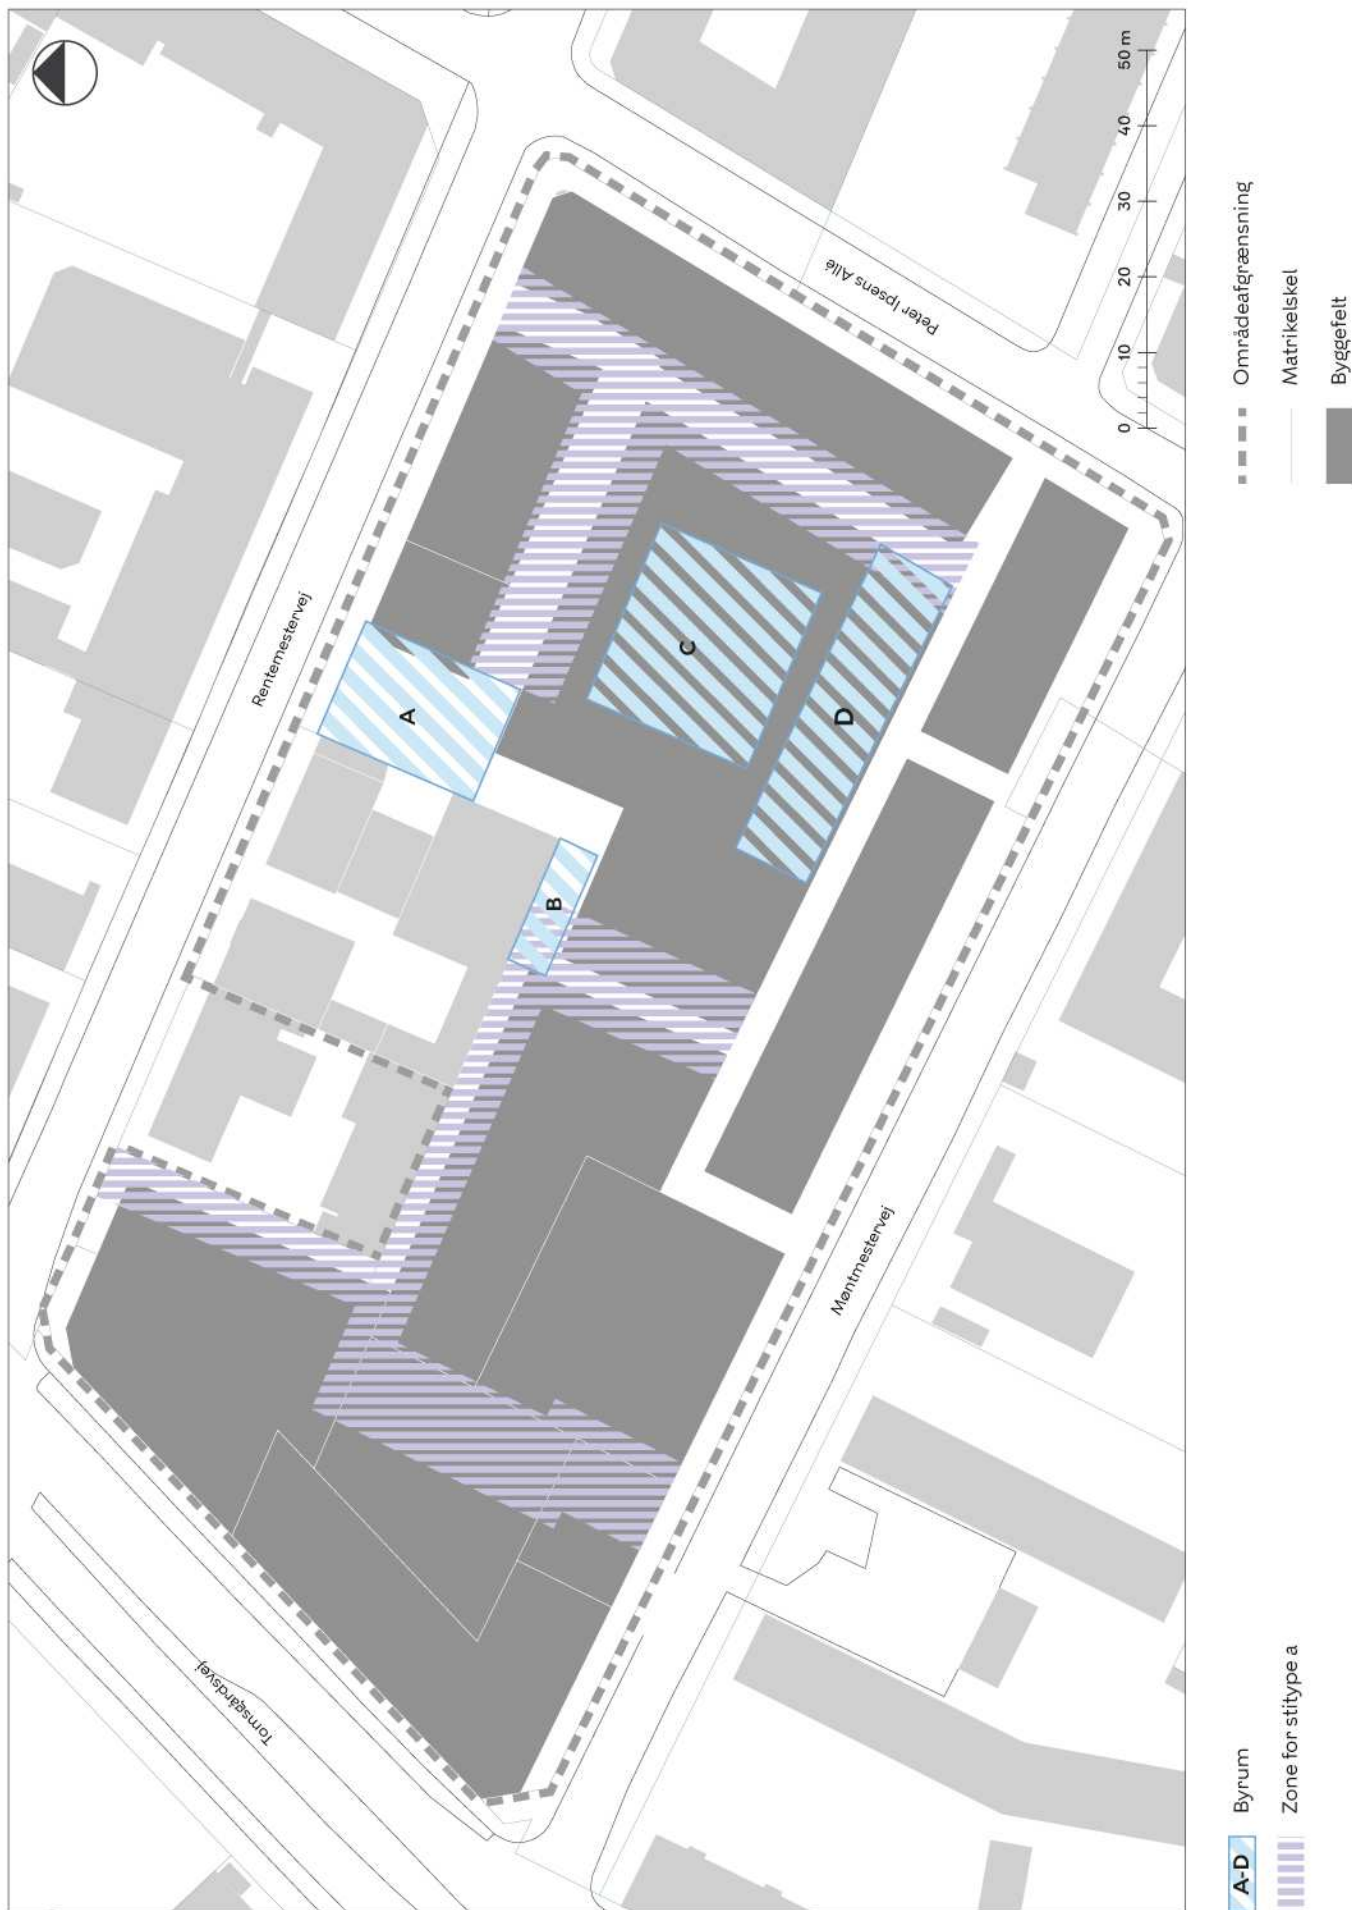 Rentemestervej
Peter Ipsens Allé
Tomsgårdsvej
Møntmestervej
A
B
C
D
0 10 20 30 40 50 m
A-D Byrum
Zone for stitype a
Områdeafgrænsning
Matrikelskel
Byggefelt